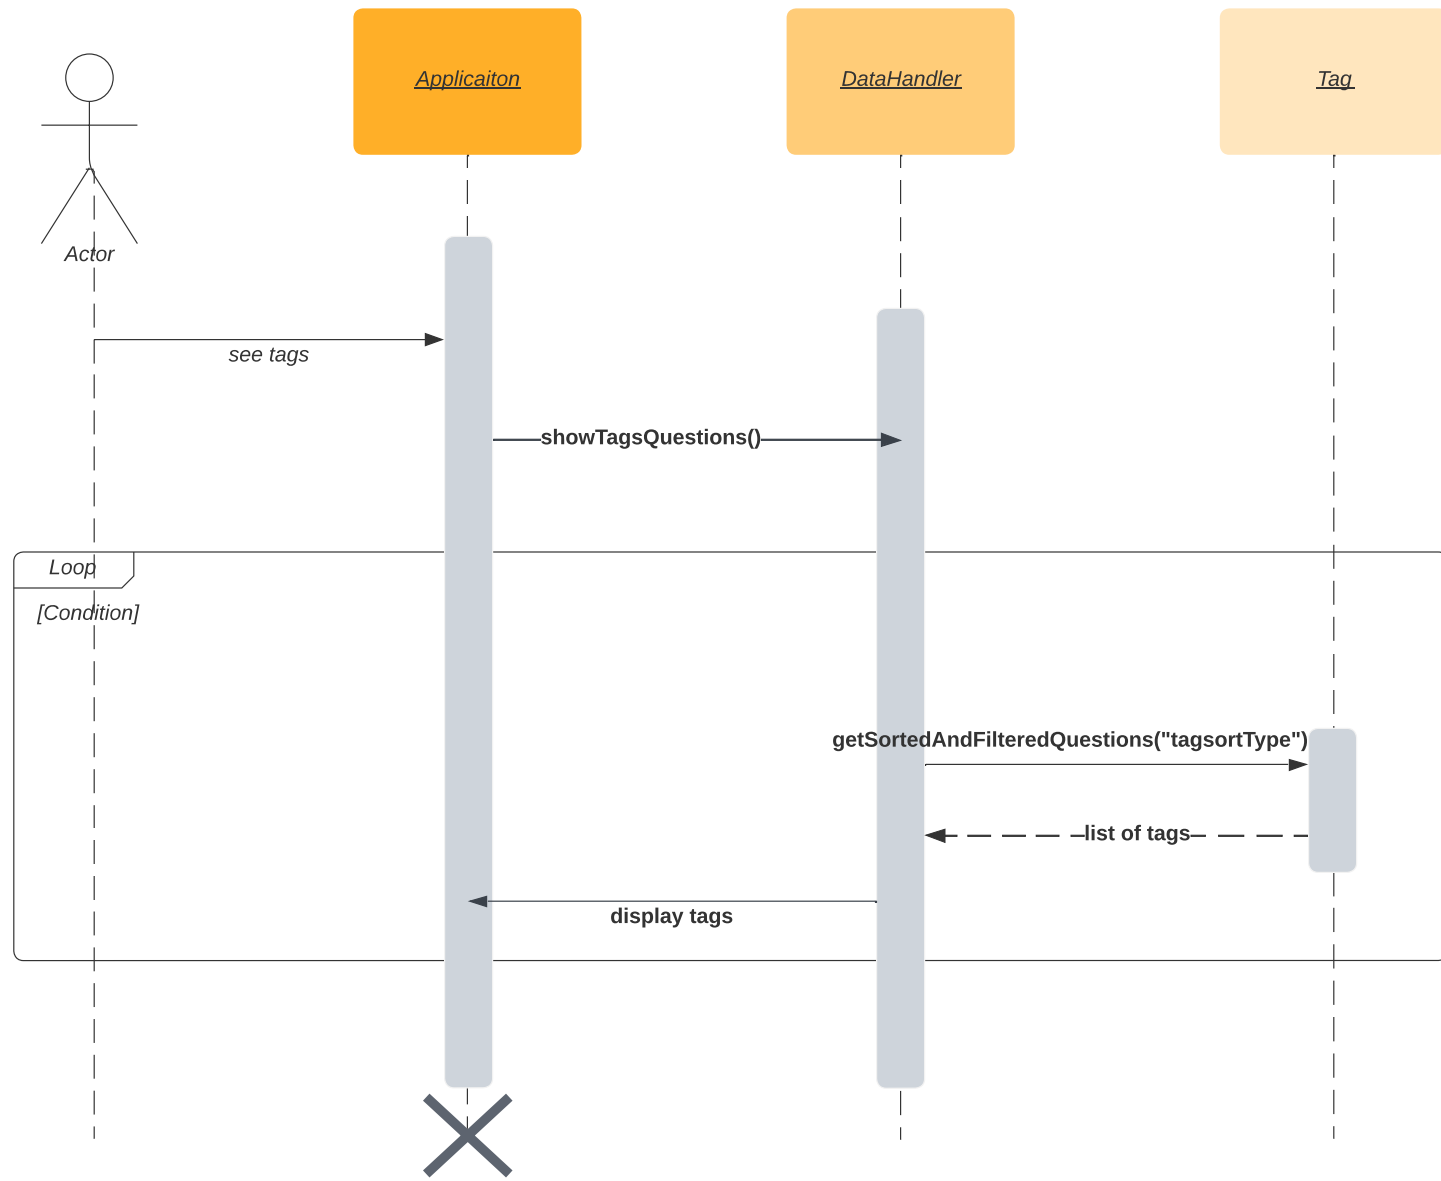 Applicaiton
DataHandler
Tag
Actor
see tags
showTagsQuestions()
Loop
[Condition]
getSortedAndFilteredQuestions("tagsortType")
list of tags
display tags